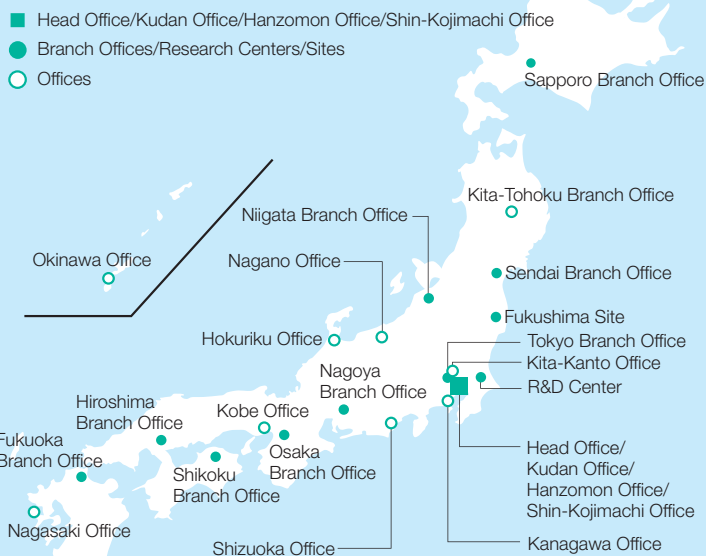 Head Office/Kudan Office/Hanzomon Office/Shin-Kojimachi Office
Branch Offices/Research Centers/Sites
Offices
Sapporo Branch Office
Kita-Tohoku Branch Office
Niigata Branch Office
Okinawa Office
Nagano Office
Sendai Branch Office
Fukushima Site
Hokuriku Office
Tokyo Branch Office
Kita-Kanto Office
R&D Center
Nagoya
Branch Office
Hiroshima
Branch Office
Kobe Office
Fukuoka
Branch Office
Osaka
Branch Office
Shikoku
Branch Office
Head Office/
Kudan Office/
Hanzomon Office/
Shin-Kojimachi Office
Nagasaki Office
Shizuoka Office
Kanagawa Office